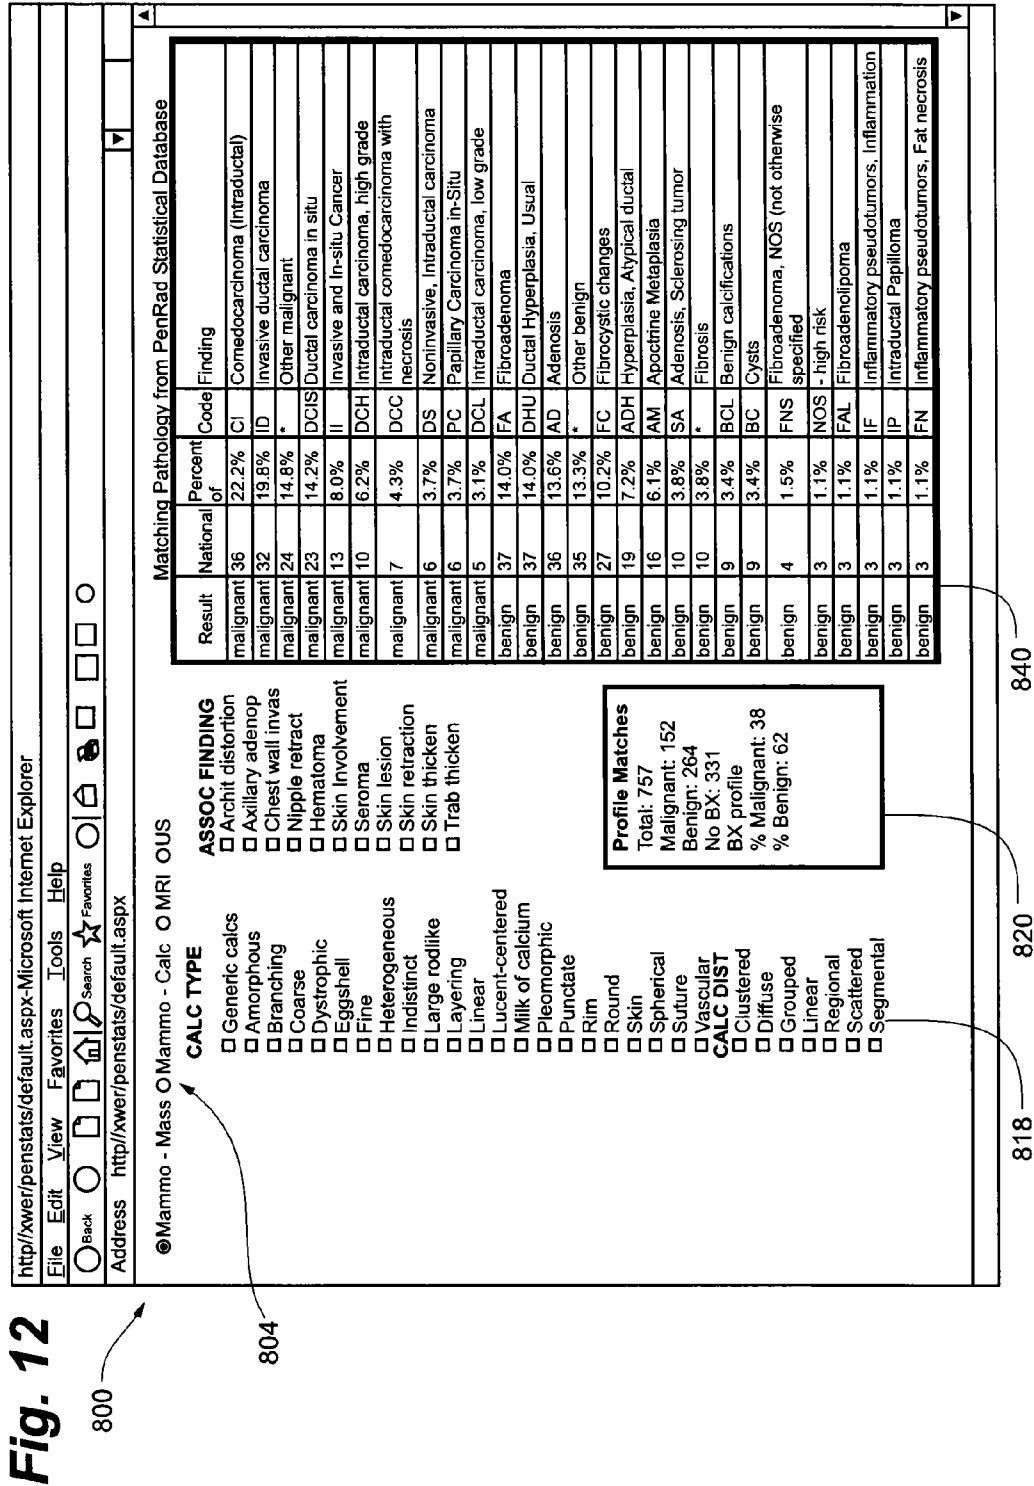 Fig. 12
800
http//xwer/penstats/default.aspx-Microsoft Internet Explorer
File Edit View Favorites Tools Help
Back Search Favorites
Address http//xwer/penstats/default.aspx
Mammo - Mass Mammo - Calc MRI US
804
CALC TYPE
Generic calcs
Amorphous
Branching
Coarse
Dystrophic
Eggshell
Fine
Heterogeneous
Indistinct
Large rodlike
Layering
Linear
Lucent-centered
Milk of calcium
Pleomorphic
Punctate
Rim
Round
Skin
Spherical
Suture
Vascular
CALC DIST
Clustered
Diffuse
Grouped
Linear
Regional
Scattered
Segmental
818
ASSOC FINDING
Archit distortion
Axillary adenop
Chest wall invas
Nipple retract
Hematoma
Skin Involvement
Seroma
Skin lesion
Skin retraction
Skin thicken
Trab thicken
Profile Matches
Total: 757
Malignant: 152
Benign: 264
No BX: 331
BX profile
% Malignant: 38
% Benign: 62
820
Matching Pathology from PenRad Statistical Database
Result National Percent of Code Finding
malignant 36 22.2% CI Comedocarcinoma (Intraductal)
malignant 32 19.8% ID Invasive ductal carcinoma
malignant 24 14.8% * Other malignant
malignant 23 14.2% DCIS Ductal carcinoma in situ
malignant 13 8.0% II Invasive and In-situ Cancer
malignant 10 6.2% DCH Intraductal carcinoma, high grade
malignant 7 4.3% DCC Intraductal comedocarcinoma with necrosis
malignant 6 3.7% DS Noninvasive, Intraductal carcinoma
malignant 6 3.7% PC Papillary Carcinoma in-Situ
malignant 5 3.1% DCL Intraductal carcinoma, low grade
benign 37 14.0% FA Fibroadenoma
benign 37 14.0% DHU Ductal Hyperplasia, Usual
benign 36 13.6% AD Adenosis
benign 35 13.3% * Other benign
benign 27 10.2% FC Fibrocystic changes
benign 19 7.2% ADH Hyperplasia, Atypical ductal
benign 16 6.1% AM Apoctrine Metaplasia
benign 10 3.8% SA Adenosis, Sclerosing tumor
benign 10 3.8% * Fibrosis
benign 9 3.4% BCL Benign calcifications
benign 9 3.4% BC Cysts
benign 4 1.5% FNS Fibroadenoma, NOS (not otherwise specified
benign 3 1.1% NOS - high risk
benign 3 1.1% FAL Fibroadenolipoma
benign 3 1.1% IF Inflammatory pseudotumors, Inflammation
benign 3 1.1% IP Intraductal Papilloma
benign 3 1.1% FN Inflammatory pseudotumors, Fat necrosis
840